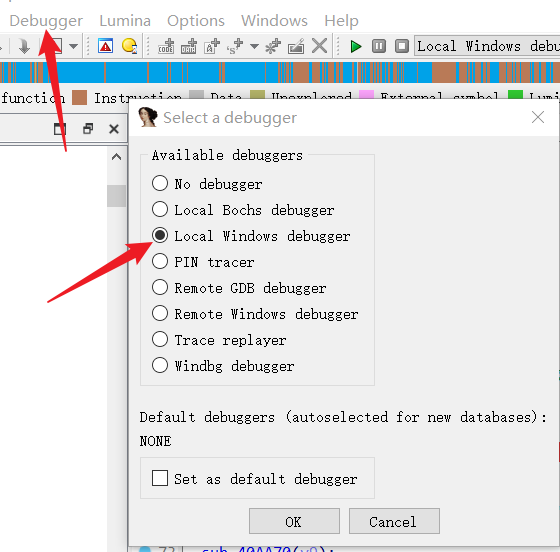 Debugger Lumina Options Windows Help
Local Windows debu
function Instruction Data Unexplored External symbol Lumi
Select a debugger
Available debuggers
No debugger
Local Bochs debugger
Local Windows debugger
PIN tracer
Remote GDB debugger
Remote Windows debugger
Trace replayer
Windbg debugger
Default debuggers (autoselected for new databases):
NONE
Set as default debugger
OK Cancel